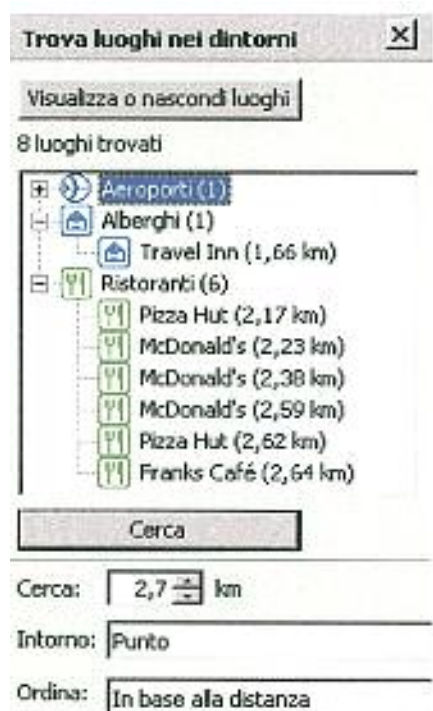 Trova luoghi nei dintorni
Visualizza o nascondi luoghi
8 luoghi trovati
Aeroporti (1)
Alberghi (1)
Travel Inn (1,66 km)
Ristoranti (6)
Pizza Hut (2,17 km)
McDonald's (2,23 km)
McDonald's (2,38 km)
McDonald's (2,59 km)
Pizza Hut (2,62 km)
Franks Café (2,64 km)
Cerca
Cerca: 2,7 km
Intorno: Punto
Ordina: In base alla distanza